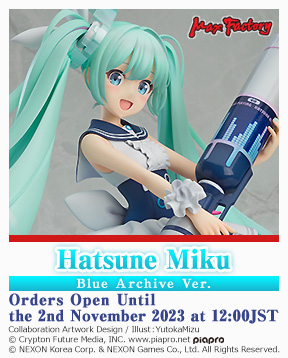 Max Factory
Hatsune Miku
Blue Archive Ver.
Orders Open Until
the 2nd November 2023 at 12:00JST
Collaboration Artwork Design / Illust : YutokaMizu
© Crypton Future Media, INC. www.piapro.net piapro
© NEXON Korea Corp. & NEXON Games Co., Ltd. All Rights Reserved.